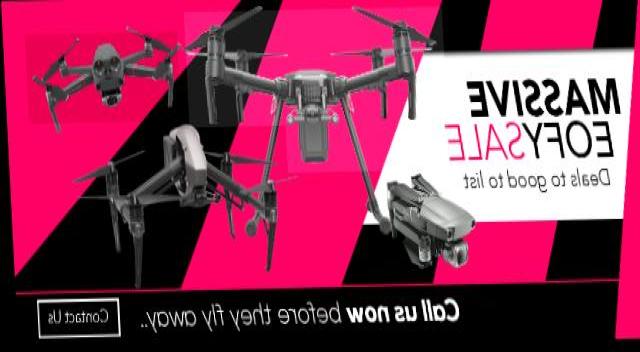 MASSIVE
EOFYSALE
Deals to good to list
Call us now before they fly away..
Contact Us